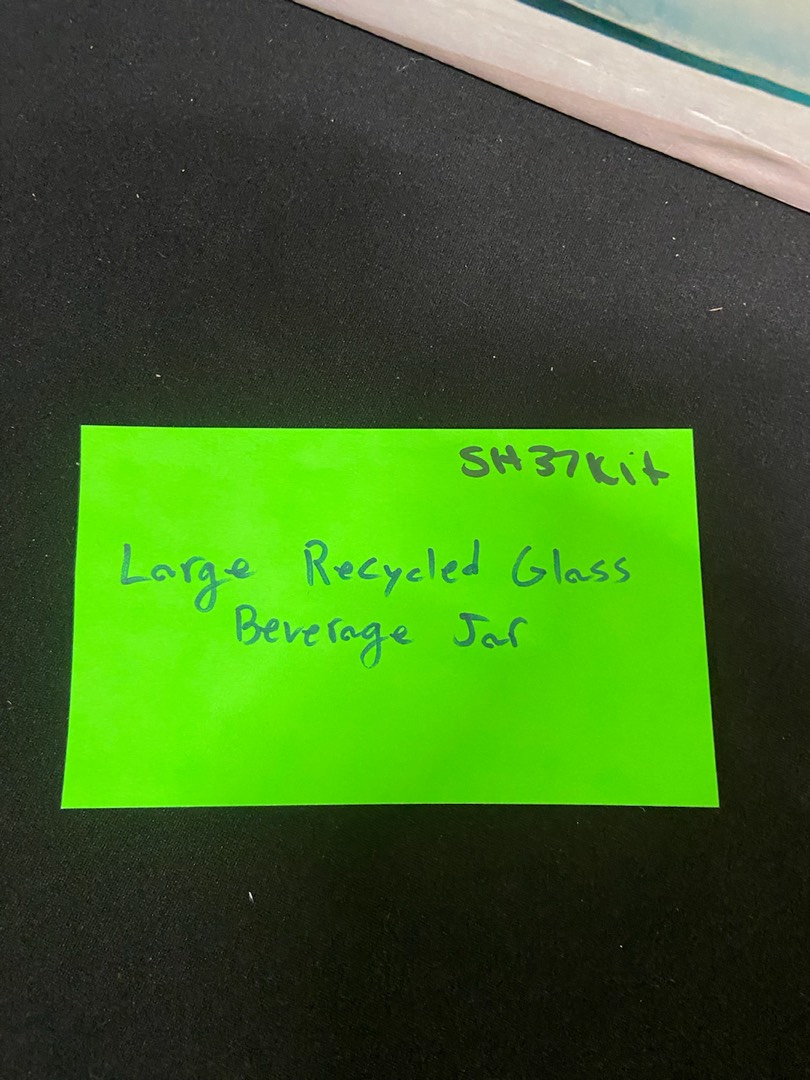 SH37Kit
Large Recycled Glass
Beverage Jar